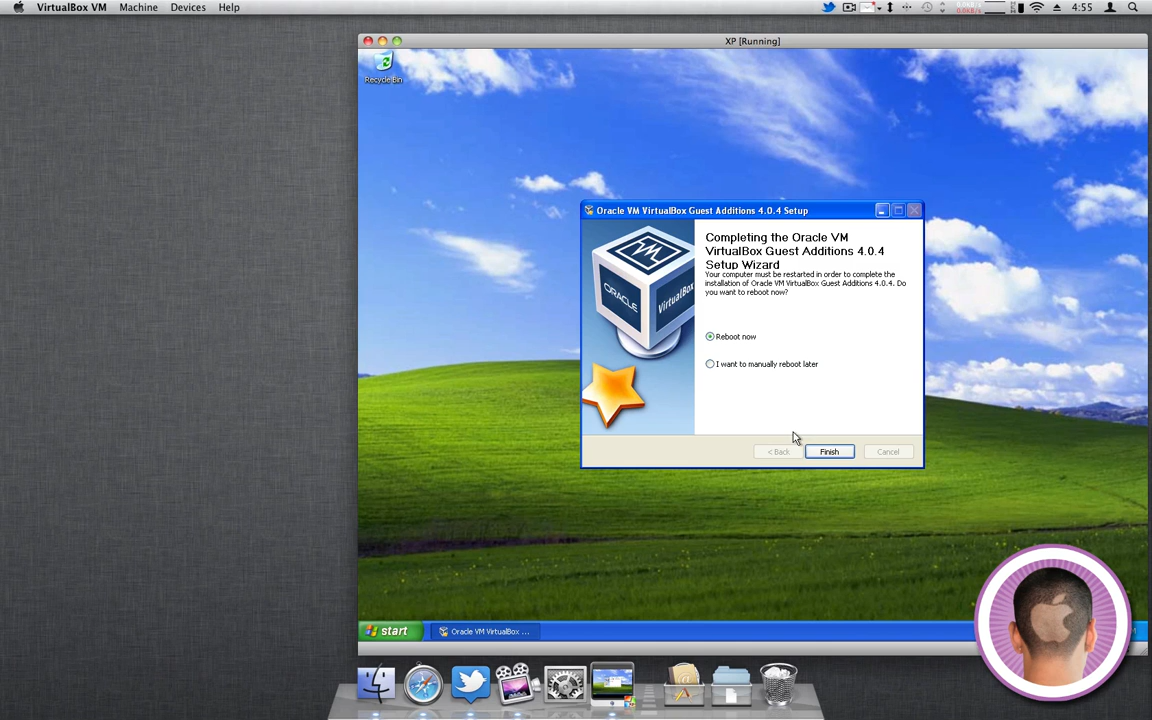 VirtualBox VM Machine Devices Help
4:55
XP [Running]
Recycle Bin
Oracle VM VirtualBox Guest Additions 4.0.4 Setup
Completing the Oracle VM
VirtualBox Guest Additions 4.0.4
Setup Wizard
Your computer must be restarted in order to complete the
installation of Oracle VM VirtualBox Guest Additions 4.0.4. Do
you want to reboot now?
ORACLE
VirtualBox
Reboot now
I want to manually reboot later
< Back Finish Cancel
start
Oracle VM VirtualBox ...